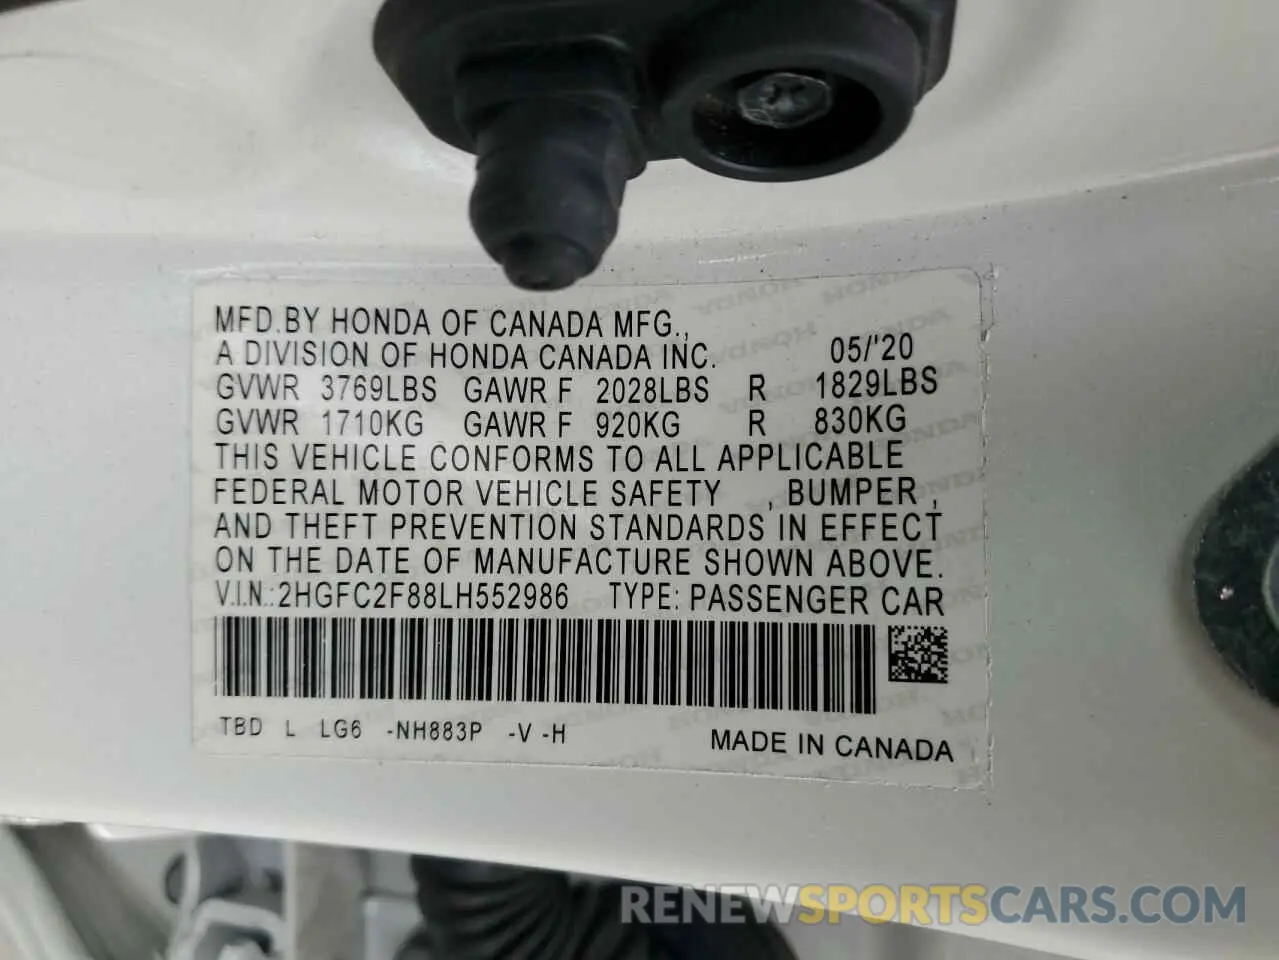 MFD.BY HONDA OF CANADA MFG.,
A DIVISION OF HONDA CANADA INC. 05/'20
GVWR 3769LBS GAWR F 2028LBS R 1829LBS
GVWR 1710KG GAWR F 920KG R 830KG
THIS VEHICLE CONFORMS TO ALL APPLICABLE
FEDERAL MOTOR VEHICLE SAFETY , BUMPER ,
AND THEFT PREVENTION STANDARDS IN EFFECT
ON THE DATE OF MANUFACTURE SHOWN ABOVE.
V.I.N.: 2HGFC2F88LH552986 TYPE: PASSENGER CAR
TBD L LG6 -NH883P -V -H MADE IN CANADA
RENEWSPORTSCARS.COM